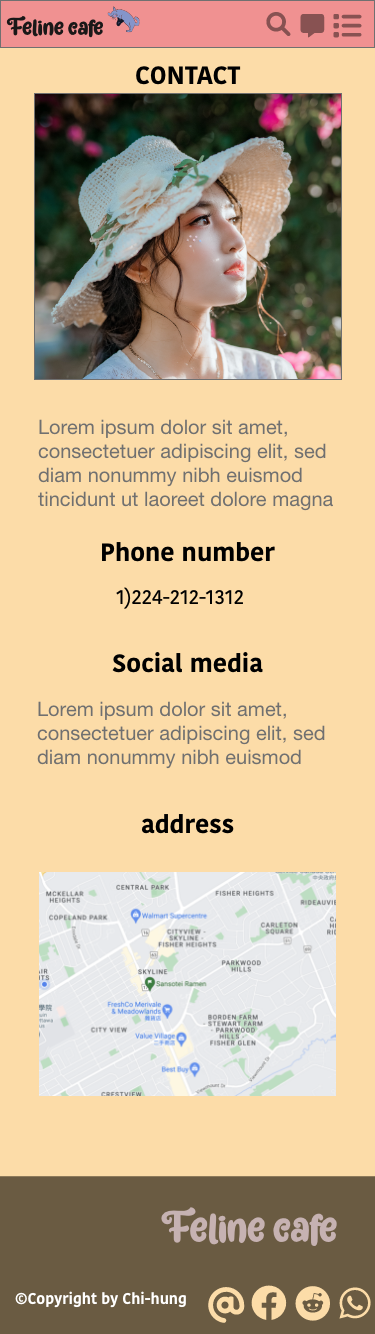 Feline cafe
CONTACT
Lorem ipsum dolor sit amet,
consectetuer adipiscing elit, sed
diam nonummy nibh euismod
tincidunt ut laoreet dolore magna
Phone number
1)224-212-1312
Social media
Lorem ipsum dolor sit amet,
consectetuer adipiscing elit, sed
diam nonummy nibh euismod
address
CENTRAL PARK
MCKELLAR
HEIGHTS
FISHER HEIGHTS
RIDEAUVIE
COPELAND PARK
Walmart Supercentre
CITYVIEW -
SKYLINE -
FISHER HEIGHTS
CARLETON
SQUARE
PARKWOOD
HILLS
SKYLINE
Sansotei Ramen
FreshCo Merivale
& Meadowlands
CITY VIEW
BORDEN FARM -
STEWART FARM -
PARKWOOD
HILLS -
FISHER GLEN
Value Village
Best Buy
CRESTVIEW
Feline cafe
©Copyright by Chi-hung